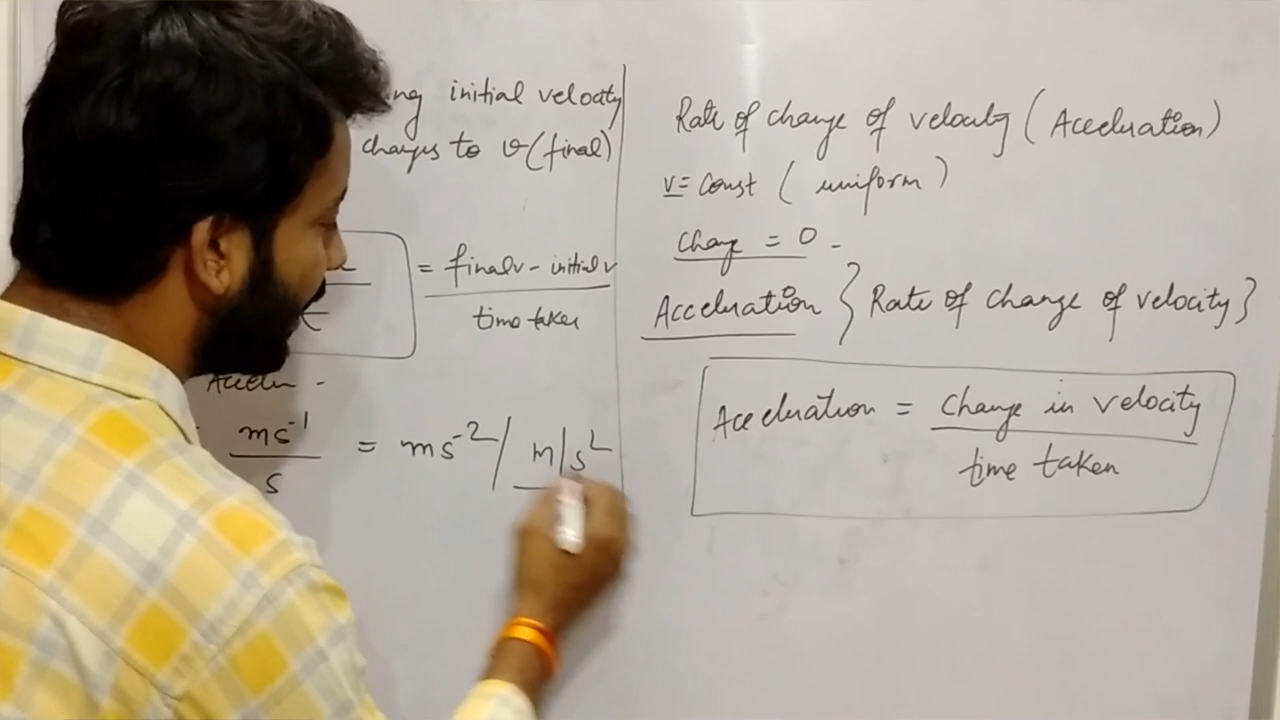 initial velocity
changes to v (final)
= final v - initial v
time taken
t
Acceln -
ms⁻¹
= ms⁻² / m/s²
s
Rate of change of velocity (Acceleration)
v = Const ( uniform )
Change = 0 -
Acceleration } Rate of change of velocity }
Acceleration = Change in velocity
time taken